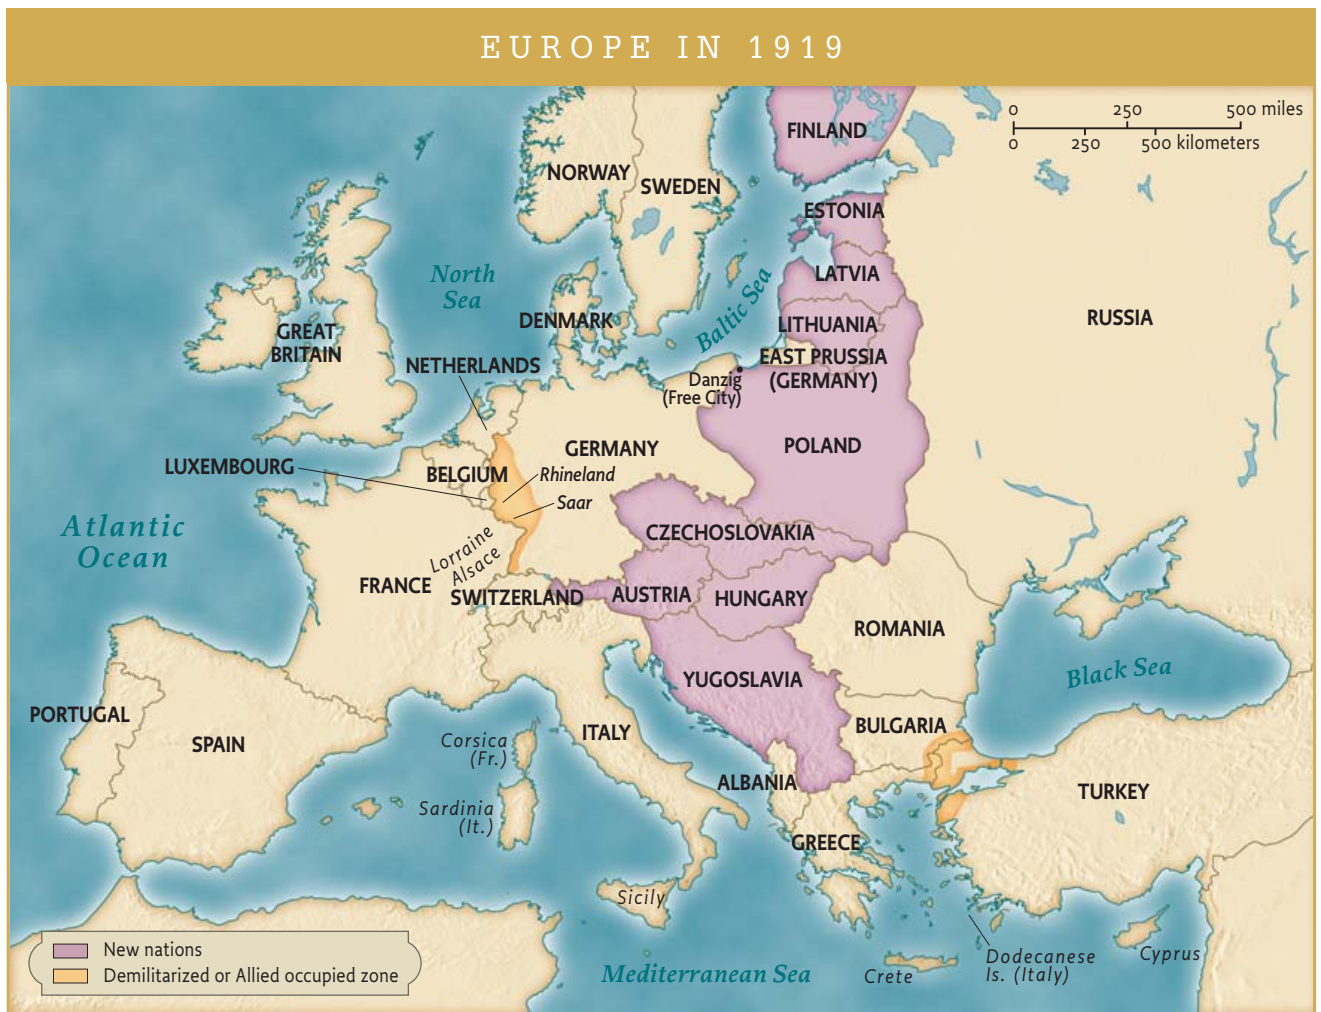 EUROPE IN 1919
0 250 500 miles
0 250 500 kilometers
FINLAND
NORWAY
SWEDEN
ESTONIA
North
Sea
LATVIA
Baltic Sea
RUSSIA
DENMARK
LITHUANIA
GREAT
BRITAIN
NETHERLANDS
EAST PRUSSIA
(GERMANY)
Danzig
(Free City)
GERMANY
POLAND
LUXEMBOURG
BELGIUM
Rhineland
Saar
Atlantic
Ocean
CZECHOSLOVAKIA
Lorraine
Alsace
FRANCE
SWITZERLAND
AUSTRIA
HUNGARY
ROMANIA
Black Sea
YUGOSLAVIA
PORTUGAL
SPAIN
ITALY
BULGARIA
Corsica
(Fr.)
ALBANIA
TURKEY
Sardinia
(It.)
GREECE
Sicily
New nations
Demilitarized or Allied occupied zone
Mediterranean Sea
Crete
Dodecanese
Is. (Italy)
Cyprus